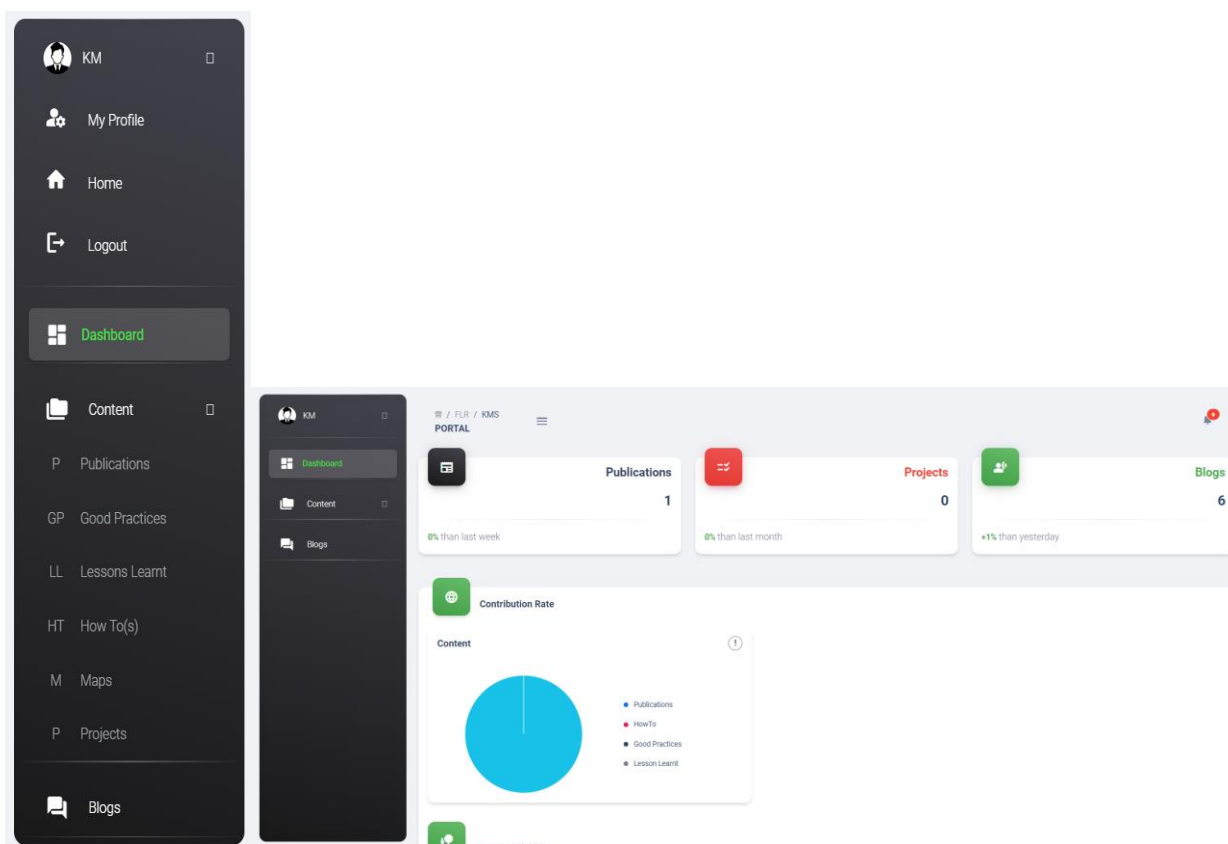 KM
My Profile
Home
Logout
Dashboard
Content
P Publications
GP Good Practices
LL Lessons Learnt
HT How To(s)
M Maps
P Projects
Blogs
KM
Dashboard
Content
Blogs
/ FLR / KMS
PORTAL
Publications
1
0% than last week
Projects
0
0% than last month
Blogs
6
+1% than yesterday
Contribution Rate
Content
Publications
HowTo
Good Practices
Lesson Learnt